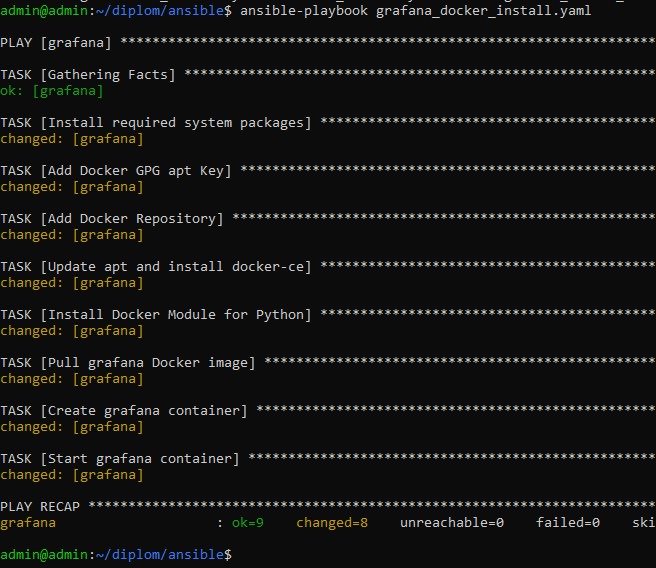 admin@admin:~/diplom/ansible$ ansible-playbook grafana_docker_install.yaml
PLAY [grafana] *******************************************************************
TASK [Gathering Facts] ***********************************************************
ok: [grafana]
TASK [Install required system packages] ******************************************
changed: [grafana]
TASK [Add Docker GPG apt Key] ****************************************************
changed: [grafana]
TASK [Add Docker Repository] *****************************************************
changed: [grafana]
TASK [Update apt and install docker-ce] ******************************************
changed: [grafana]
TASK [Install Docker Module for Python] ******************************************
changed: [grafana]
TASK [Pull grafana Docker image] *************************************************
changed: [grafana]
TASK [Create grafana container] **************************************************
changed: [grafana]
TASK [Start grafana container] ***************************************************
changed: [grafana]
PLAY RECAP ***********************************************************************
grafana                    : ok=9    changed=8    unreachable=0    failed=0    ski
admin@admin:~/diplom/ansible$